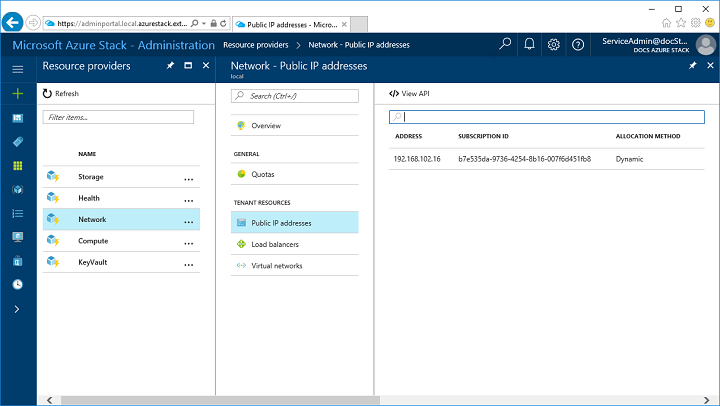 https://adminportal.local.azurestack.ext...
Public IP addresses - Micro...
Microsoft Azure Stack - Administration
Resource providers > Network - Public IP addresses
ServiceAdmin@docSt...
DOCS AZURE STACK
Resource providers
Refresh
Filter items...
NAME
Storage ...
Health ...
Network ...
Compute ...
KeyVault ...
Network - Public IP addresses
local
Search (Ctrl+/)
Overview
GENERAL
Quotas
TENANT RESOURCES
Public IP addresses
Load balancers
Virtual networks
</> View API
ADDRESS SUBSCRIPTION ID ALLOCATION METHOD
192.168.102.16 b7e535da-9736-4254-8b16-007f6d451fb8 Dynamic